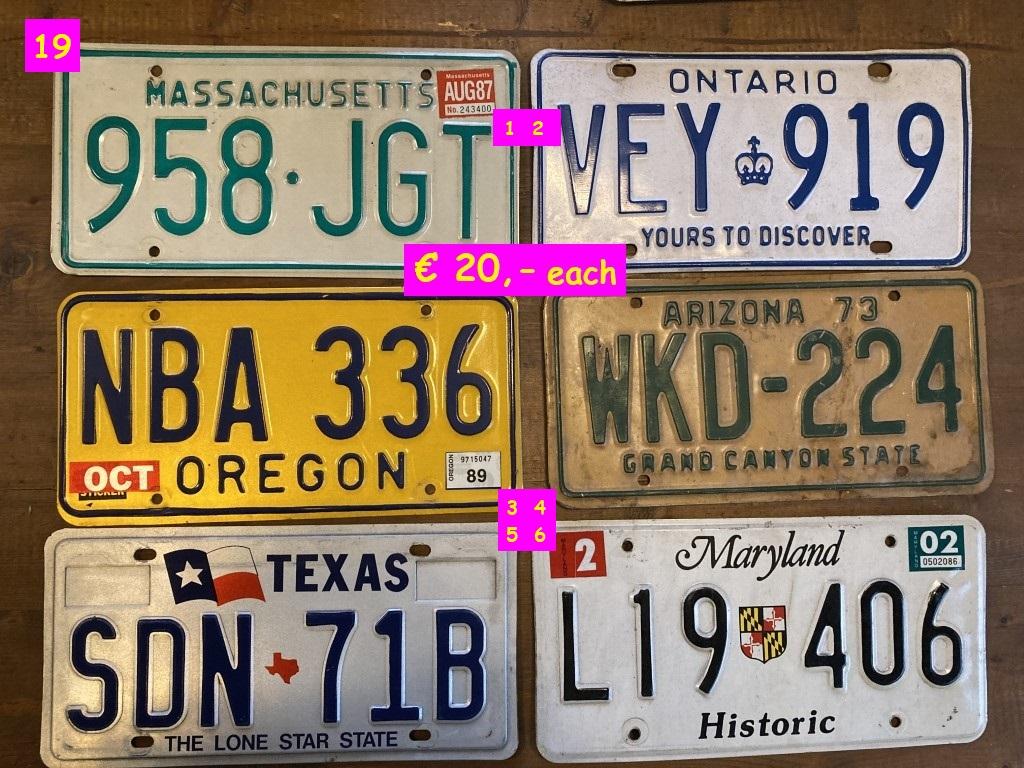 19
MASSACHUSETTS
Massachusetts
AUG87
No. 243400
958·JGT
1 2
ONTARIO
VEY 919
YOURS TO DISCOVER
€ 20,- each
NBA 336
OCT
STICKER
OREGON
OREGON
9715047
89
ARIZONA 73
WKD-224
GRAND CANYON STATE
3 4
5 6
TEXAS
SDN 71B
THE LONE STAR STATE
2
Maryland
02
0502086
L19 406
Historic